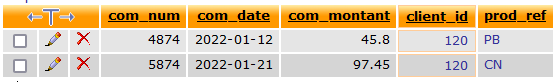 ←T→ com_num com_date com_montant client_id prod_ref
4874 2022-01-12 45.8 120 PB
5874 2022-01-21 97.45 120 CN